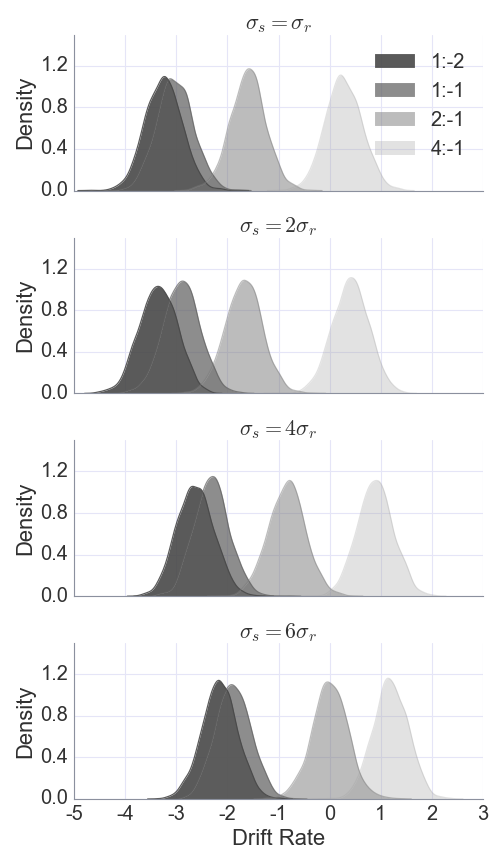 σs = σr
1.2
0.8
0.4
0.0
Density
1:-2
1:-1
2:-1
4:-1
σs = 2σr
1.2
0.8
0.4
0.0
Density
σs = 4σr
1.2
0.8
0.4
0.0
Density
σs = 6σr
1.2
0.8
0.4
0.0
Density
-5 -4 -3 -2 -1 0 1 2 3
Drift Rate